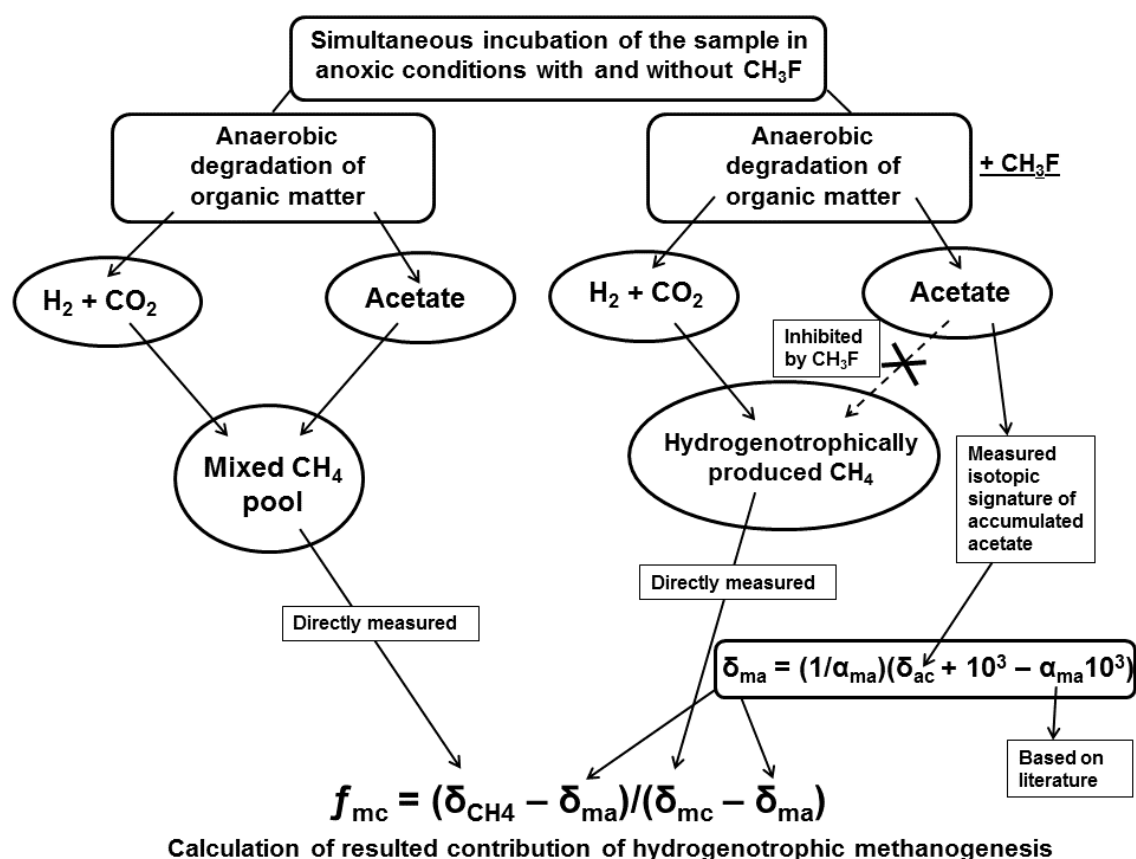 Simultaneous incubation of the sample in
anoxic conditions with and without CH₃F
Anaerobic
degradation of
organic matter
Anaerobic
degradation of
organic matter
+ CH₃F
H₂ + CO₂
Acetate
H₂ + CO₂
Acetate
Inhibited
by CH₃F
Mixed CH₄
pool
Hydrogenotrophically
produced CH₄
Measured
isotopic
signature of
accumulated
acetate
Directly measured
Directly measured
δma = (1/αma)(δac + 10³ – αma10³)
Based on
literature
fmc = (δCH4 – δma)/(δmc – δma)
Calculation of resulted contribution of hydrogenotrophic methanogenesis